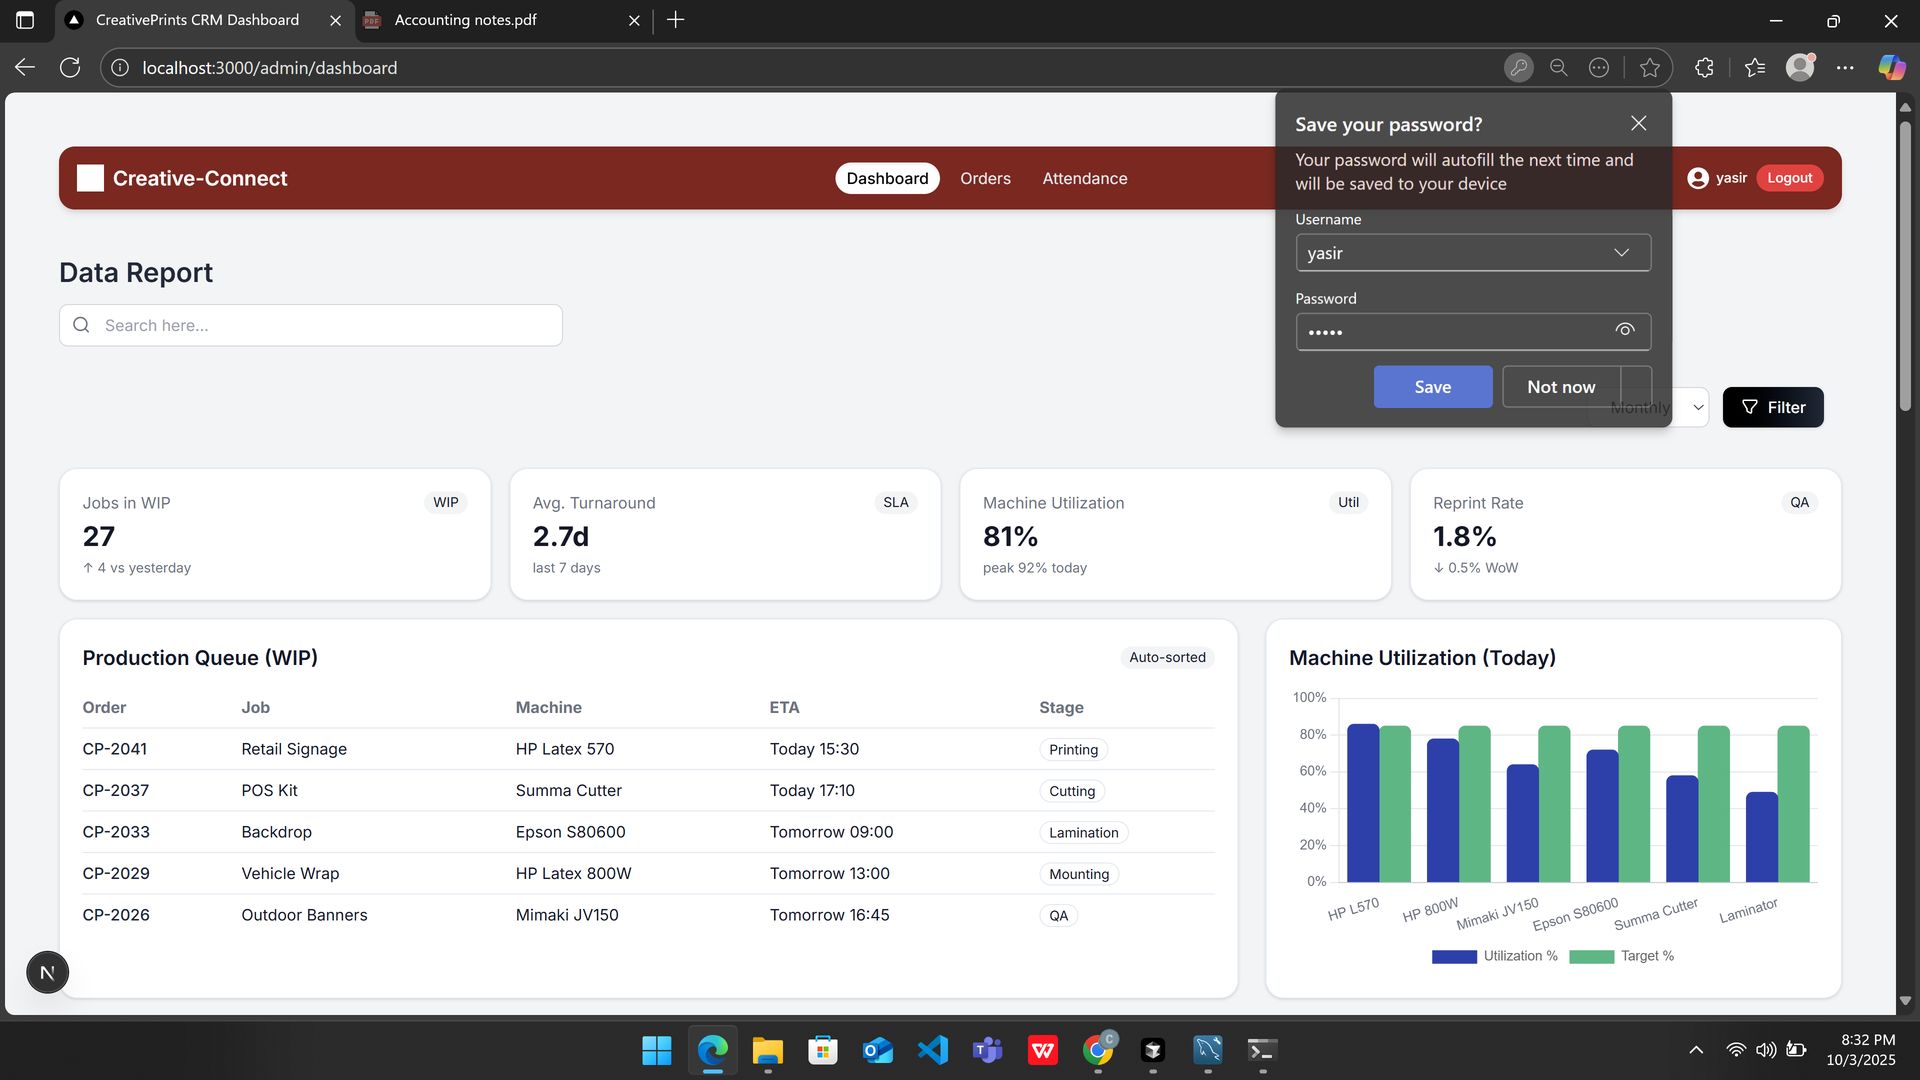 CreativePrints CRM Dashboard
PDF
Accounting notes.pdf
localhost:3000/admin/dashboard
Save your password?
Your password will autofill the next time and
will be saved to your device
Username
yasir
Password
•••••
Save
Not now
Creative-Connect
Dashboard
Orders
Attendance
yasir
Logout
Data Report
Search here...
Monthly
Filter
Jobs in WIP
WIP
27
↑ 4 vs yesterday
Avg. Turnaround
SLA
2.7d
last 7 days
Machine Utilization
Util
81%
peak 92% today
Reprint Rate
QA
1.8%
↓ 0.5% WoW
Production Queue (WIP)
Auto-sorted
Order Job Machine ETA Stage
CP-2041 Retail Signage HP Latex 570 Today 15:30 Printing
CP-2037 POS Kit Summa Cutter Today 17:10 Cutting
CP-2033 Backdrop Epson S80600 Tomorrow 09:00 Lamination
CP-2029 Vehicle Wrap HP Latex 800W Tomorrow 13:00 Mounting
CP-2026 Outdoor Banners Mimaki JV150 Tomorrow 16:45 QA
Machine Utilization (Today)
100%
80%
60%
40%
20%
0%
HP L570
HP 800W
Mimaki JV150
Epson S80600
Summa Cutter
Laminator
Utilization %
Target %
N
W
C
8:32 PM
10/3/2025